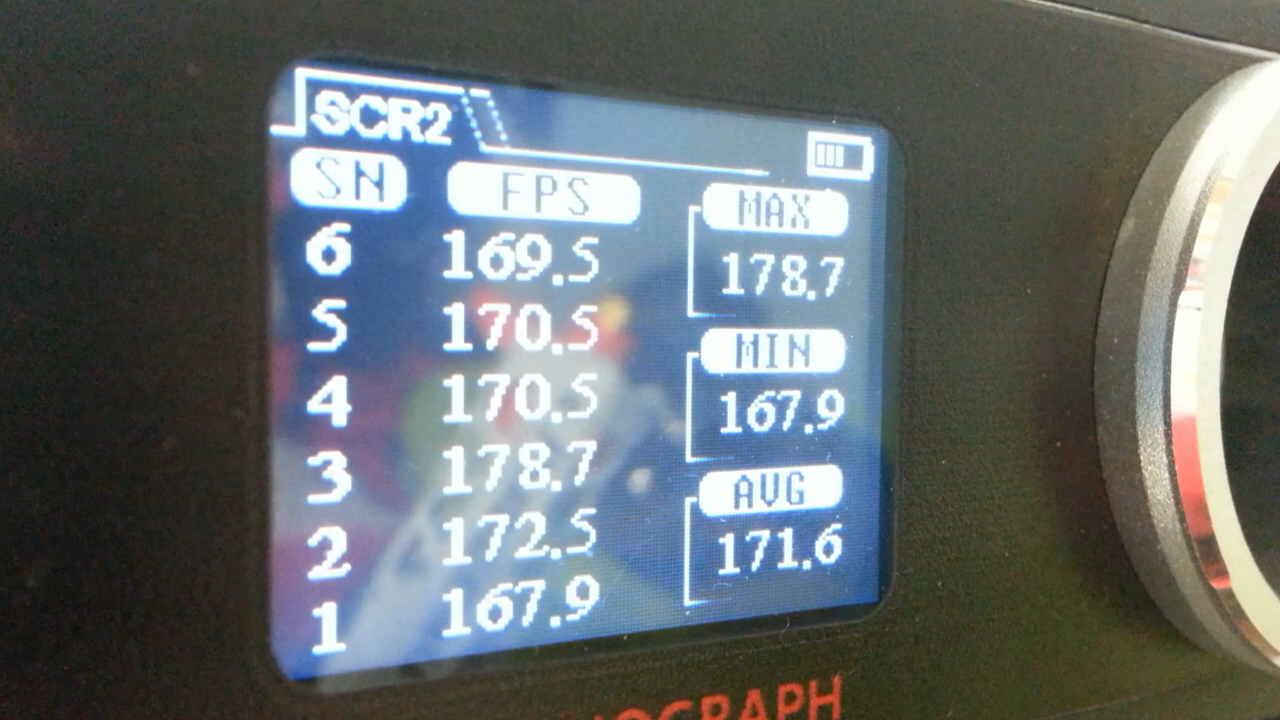 SCR2
SN FPS MAX
6 169.5 178.7
5 170.5 MIN
4 170.5 167.9
3 178.7 AVG
2 172.5 171.6
1 167.9